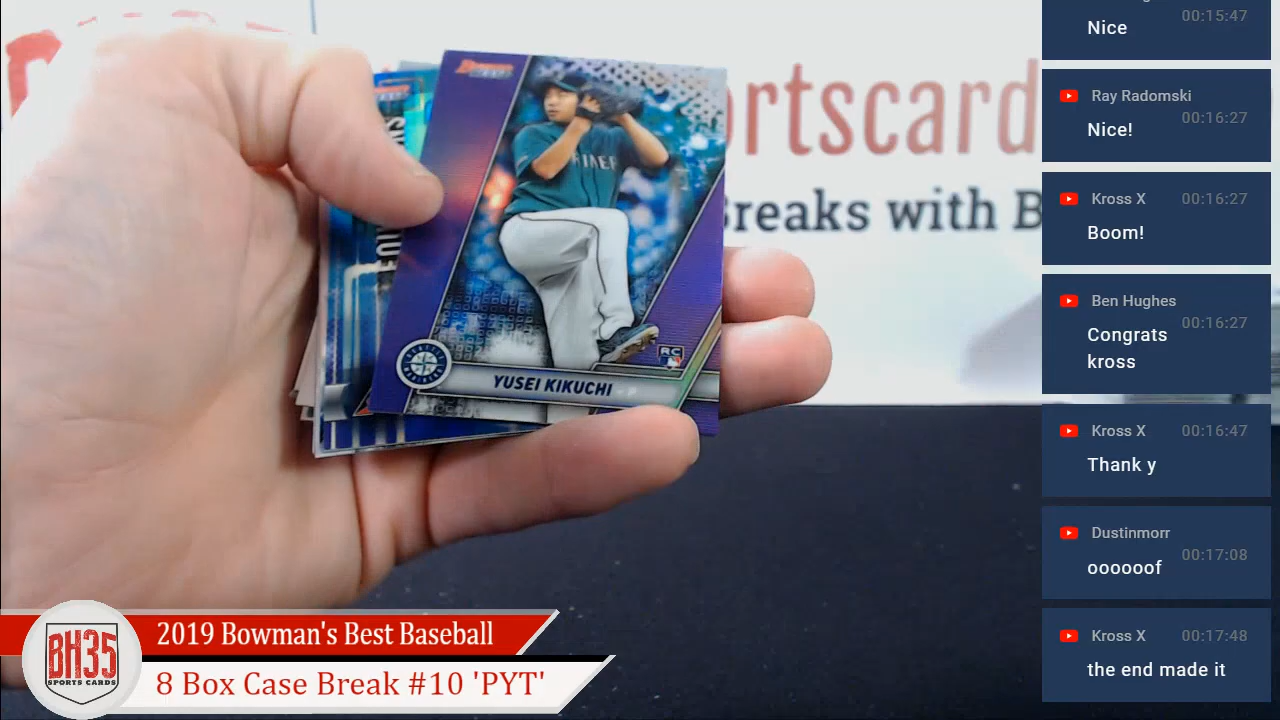 ortscard
Breaks with B
Bowman's
BEST
RINER
SEATTLE
RC
YUSEI KIKUCHI P
BH35
SPORTS CARDS
2019 Bowman's Best Baseball
8 Box Case Break #10 'PYT'
00:15:47
Nice
Ray Radomski
00:16:27
Nice!
Kross X
00:16:27
Boom!
Ben Hughes
00:16:27
Congrats
kross
Kross X
00:16:47
Thank y
Dustinmorr
00:17:08
oooooof
Kross X
00:17:48
the end made it